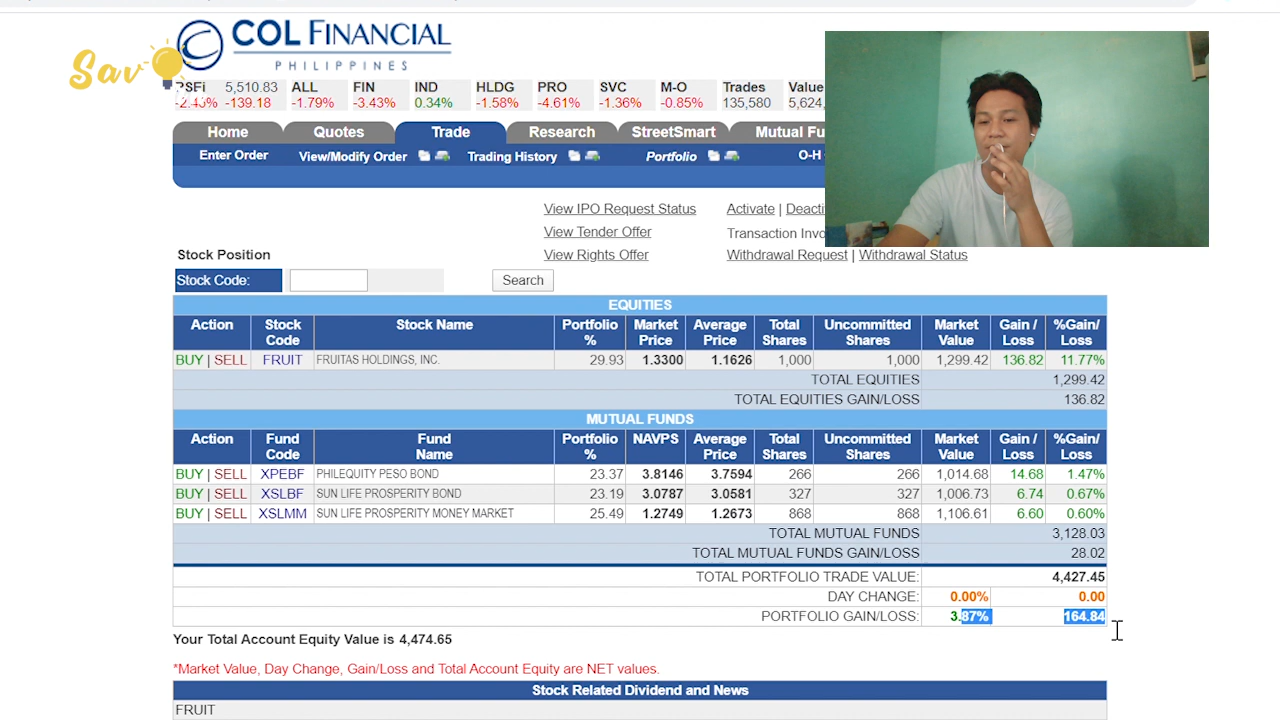 COL FINANCIAL
PHILIPPINES
Sav
PSEi 5,510.83 ALL FIN IND HLDG PRO SVC M-O Trades Value
-2.45% -139.18 -1.79% -3.43% 0.34% -1.58% -4.61% -1.36% -0.85% 135,580 5,624,
Home Quotes Trade Research StreetSmart Mutual Fu
Enter Order View/Modify Order Trading History Portfolio O-H
View IPO Request Status Activate | Deacti
View Tender Offer Transaction Invo
Stock Position View Rights Offer Withdrawal Request | Withdrawal Status
Stock Code: Search
EQUITIES
Action Stock Code Stock Name Portfolio % Market Price Average Price Total Shares Uncommitted Shares Market Value Gain / Loss %Gain/ Loss
BUY | SELL FRUIT FRUITAS HOLDINGS, INC. 29.93 1.3300 1.1626 1,000 1,000 1,299.42 136.82 11.77%
TOTAL EQUITIES 1,299.42
TOTAL EQUITIES GAIN/LOSS 136.82
MUTUAL FUNDS
Action Fund Code Fund Name Portfolio % NAVPS Average Price Total Shares Uncommitted Shares Market Value Gain / Loss %Gain/ Loss
BUY | SELL XPEBF PHILEQUITY PESO BOND 23.37 3.8146 3.7594 266 266 1,014.68 14.68 1.47%
BUY | SELL XSLBF SUN LIFE PROSPERITY BOND 23.19 3.0787 3.0581 327 327 1,006.73 6.74 0.67%
BUY | SELL XSLMM SUN LIFE PROSPERITY MONEY MARKET 25.49 1.2749 1.2673 868 868 1,106.61 6.60 0.60%
TOTAL MUTUAL FUNDS 3,128.03
TOTAL MUTUAL FUNDS GAIN/LOSS 28.02
TOTAL PORTFOLIO TRADE VALUE: 4,427.45
DAY CHANGE: 0.00% 0.00
PORTFOLIO GAIN/LOSS: 3.87% 164.84
Your Total Account Equity Value is 4,474.65
*Market Value, Day Change, Gain/Loss and Total Account Equity are NET values.
Stock Related Dividend and News
FRUIT